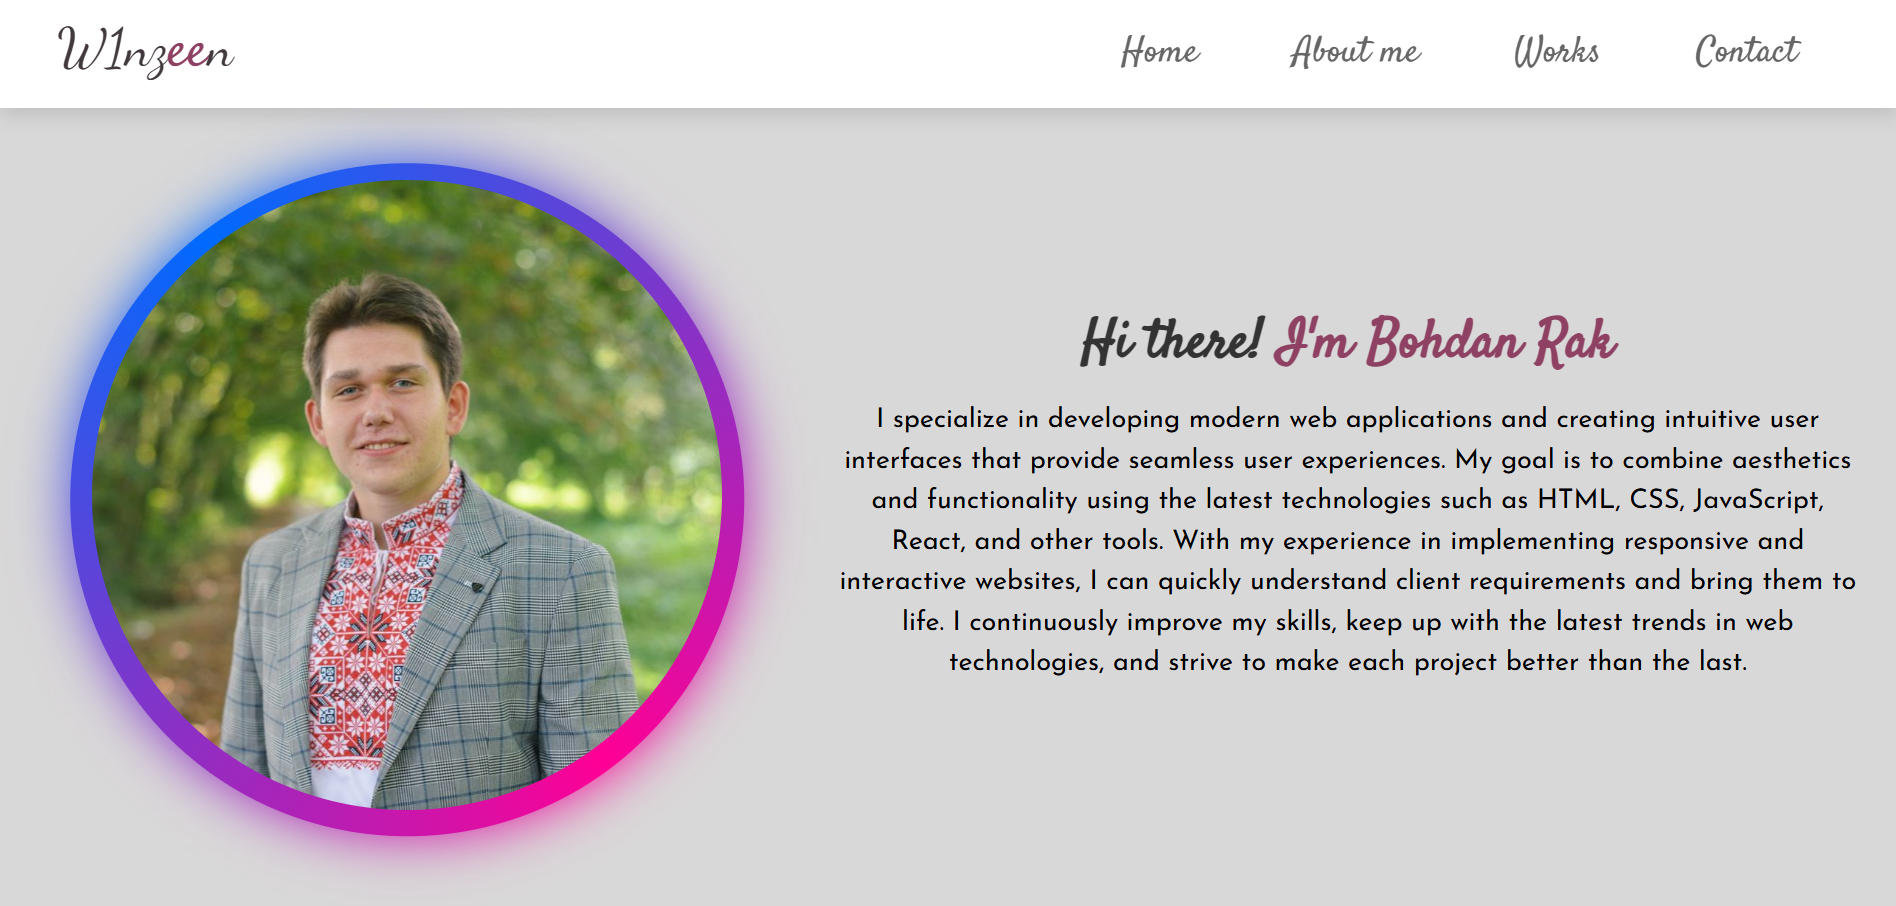 W1nzeen
Home
About me
Works
Contact
Hi there! I'm Bohdan Rak
I specialize in developing modern web applications and creating intuitive user
interfaces that provide seamless user experiences. My goal is to combine aesthetics
and functionality using the latest technologies such as HTML, CSS, JavaScript,
React, and other tools. With my experience in implementing responsive and
interactive websites, I can quickly understand client requirements and bring them to
life. I continuously improve my skills, keep up with the latest trends in web
technologies, and strive to make each project better than the last.